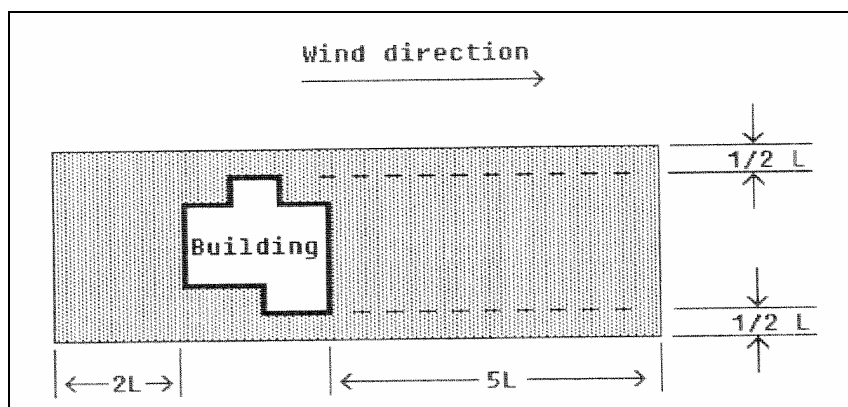 Wind direction
1/2 L
Building
1/2 L
2L
5L